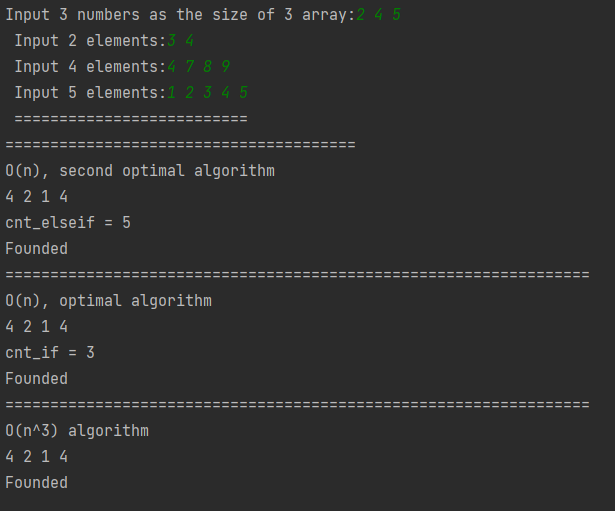 Input 3 numbers as the size of 3 array:2 4 5
Input 2 elements:3 4
Input 4 elements:4 7 8 9
Input 5 elements:1 2 3 4 5
==========================
=======================================
O(n), second optimal algorithm
4 2 1 4
cnt_elseif = 5
Founded
=================================================================
O(n), optimal algorithm
4 2 1 4
cnt_if = 3
Founded
=================================================================
O(n^3) algorithm
4 2 1 4
Founded